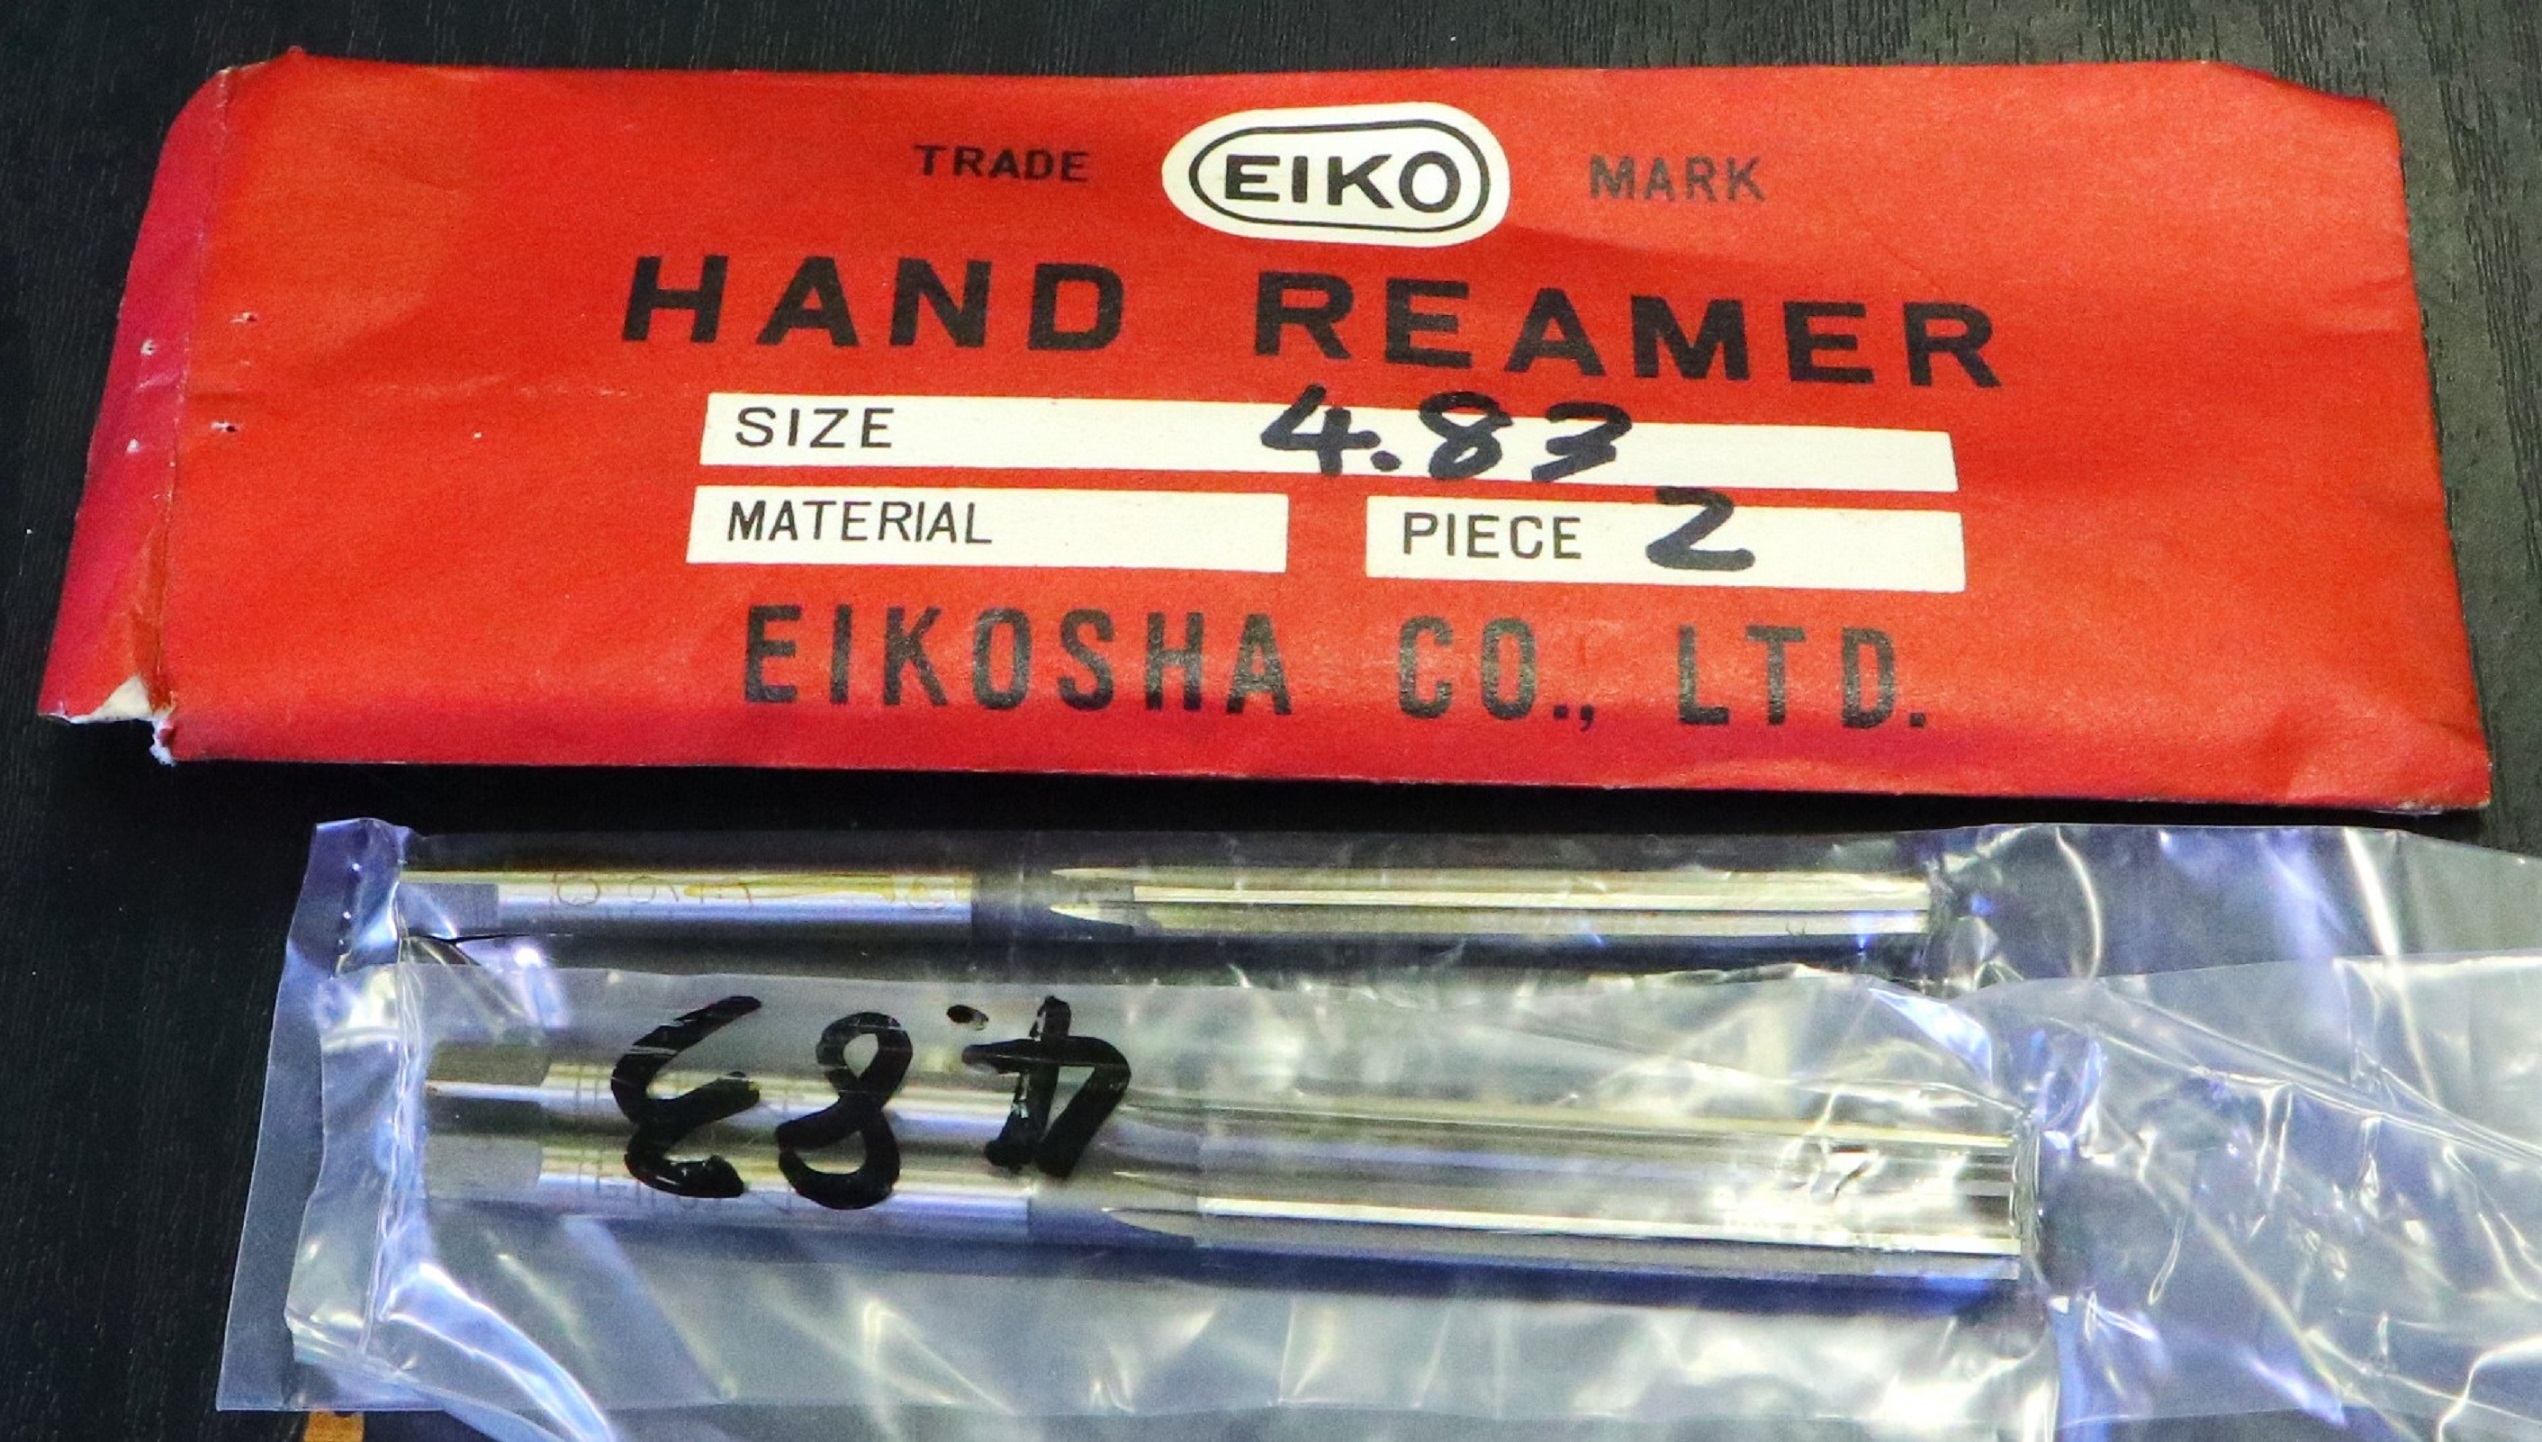 TRADE EIKO MARK
HAND REAMER
SIZE 4.83
MATERIAL PIECE 2
EIKOSHA CO., LTD.
4.83